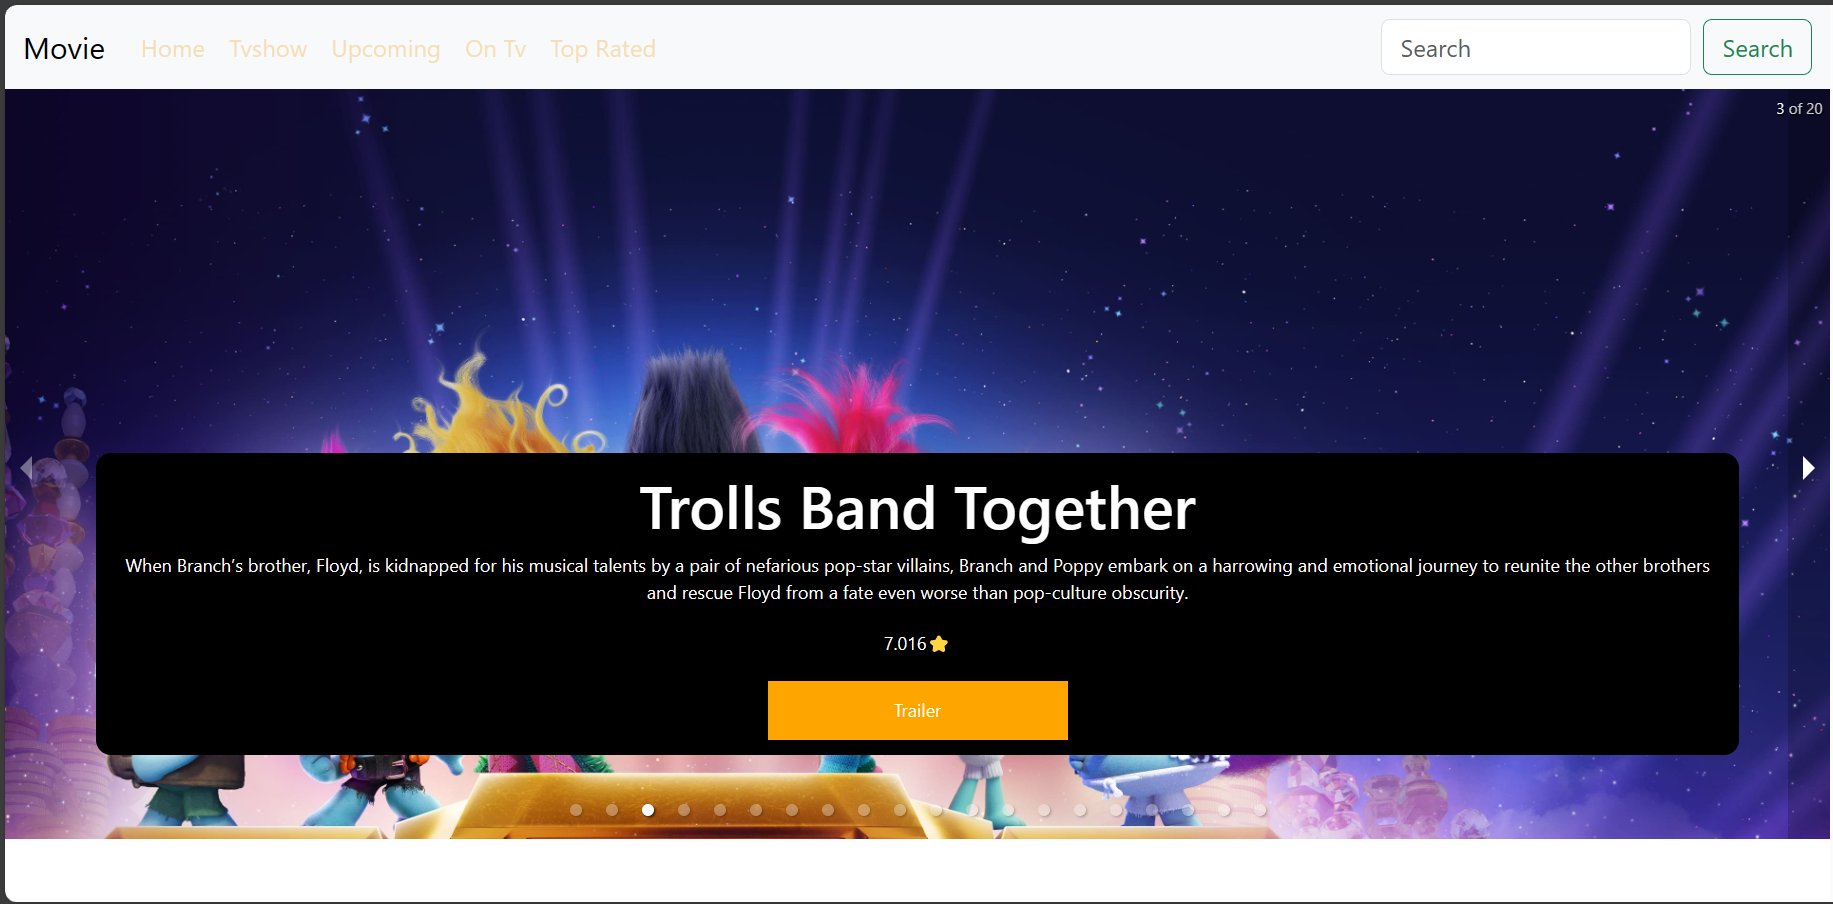 Movie Home Tvshow Upcoming On Tv Top Rated Search Search
3 of 20
Trolls Band Together
When Branch’s brother, Floyd, is kidnapped for his musical talents by a pair of nefarious pop-star villains, Branch and Poppy embark on a harrowing and emotional journey to reunite the other brothers
and rescue Floyd from a fate even worse than pop-culture obscurity.
7.016
Trailer